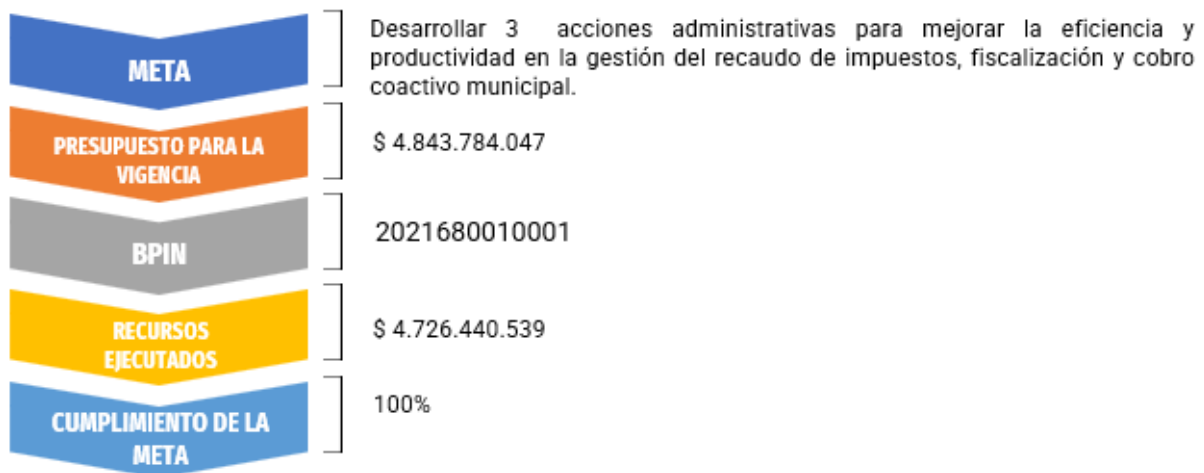 META
Desarrollar 3 acciones administrativas para mejorar la eficiencia y
productividad en la gestión del recaudo de impuestos, fiscalización y cobro
coactivo municipal.
PRESUPUESTO PARA LA
VIGENCIA
$ 4.843.784.047
BPIN
2021680010001
RECURSOS
EJECUTADOS
$ 4.726.440.539
CUMPLIMIENTO DE LA
META
100%